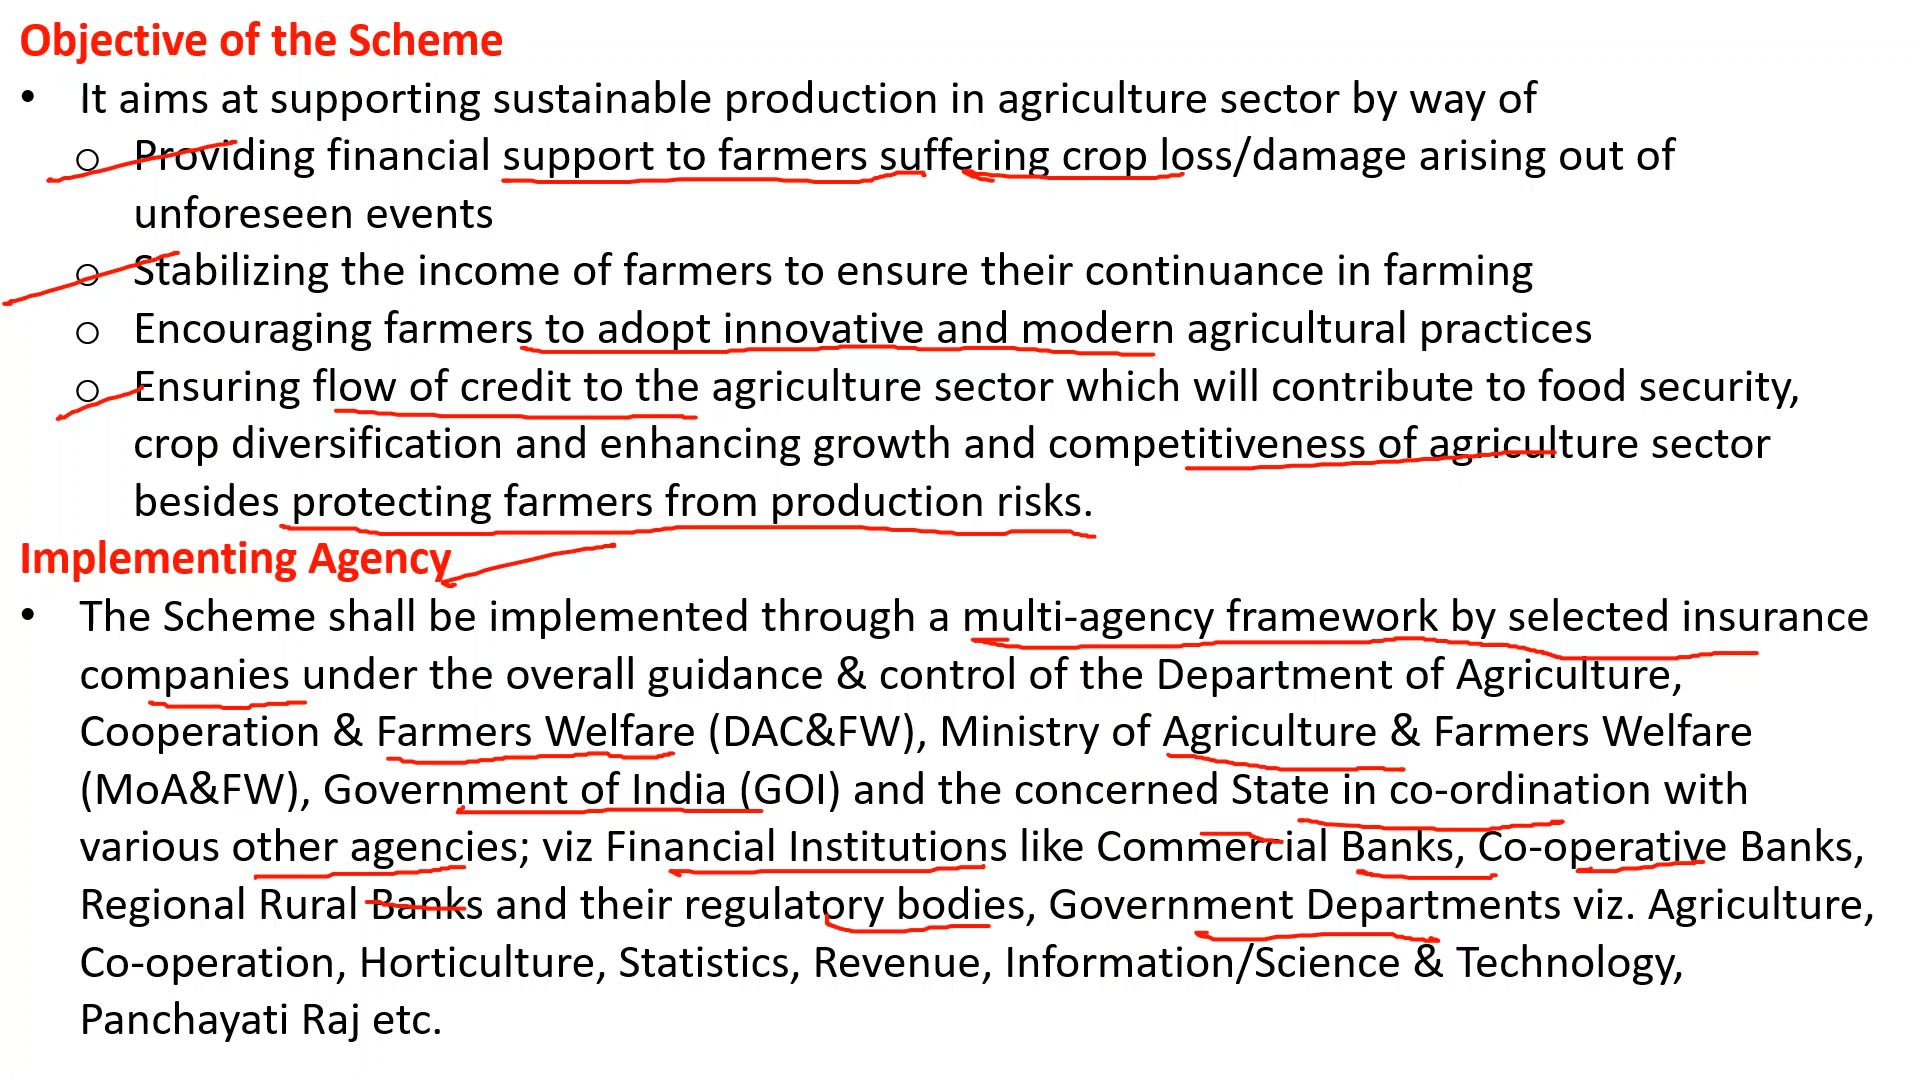 Objective of the Scheme
• It aims at supporting sustainable production in agriculture sector by way of
o Providing financial support to farmers suffering crop loss/damage arising out of
unforeseen events
o Stabilizing the income of farmers to ensure their continuance in farming
o Encouraging farmers to adopt innovative and modern agricultural practices
o Ensuring flow of credit to the agriculture sector which will contribute to food security,
crop diversification and enhancing growth and competitiveness of agriculture sector
besides protecting farmers from production risks.
Implementing Agency
• The Scheme shall be implemented through a multi-agency framework by selected insurance
companies under the overall guidance & control of the Department of Agriculture,
Cooperation & Farmers Welfare (DAC&FW), Ministry of Agriculture & Farmers Welfare
(MoA&FW), Government of India (GOI) and the concerned State in co-ordination with
various other agencies; viz Financial Institutions like Commercial Banks, Co-operative Banks,
Regional Rural Banks and their regulatory bodies, Government Departments viz. Agriculture,
Co-operation, Horticulture, Statistics, Revenue, Information/Science & Technology,
Panchayati Raj etc.